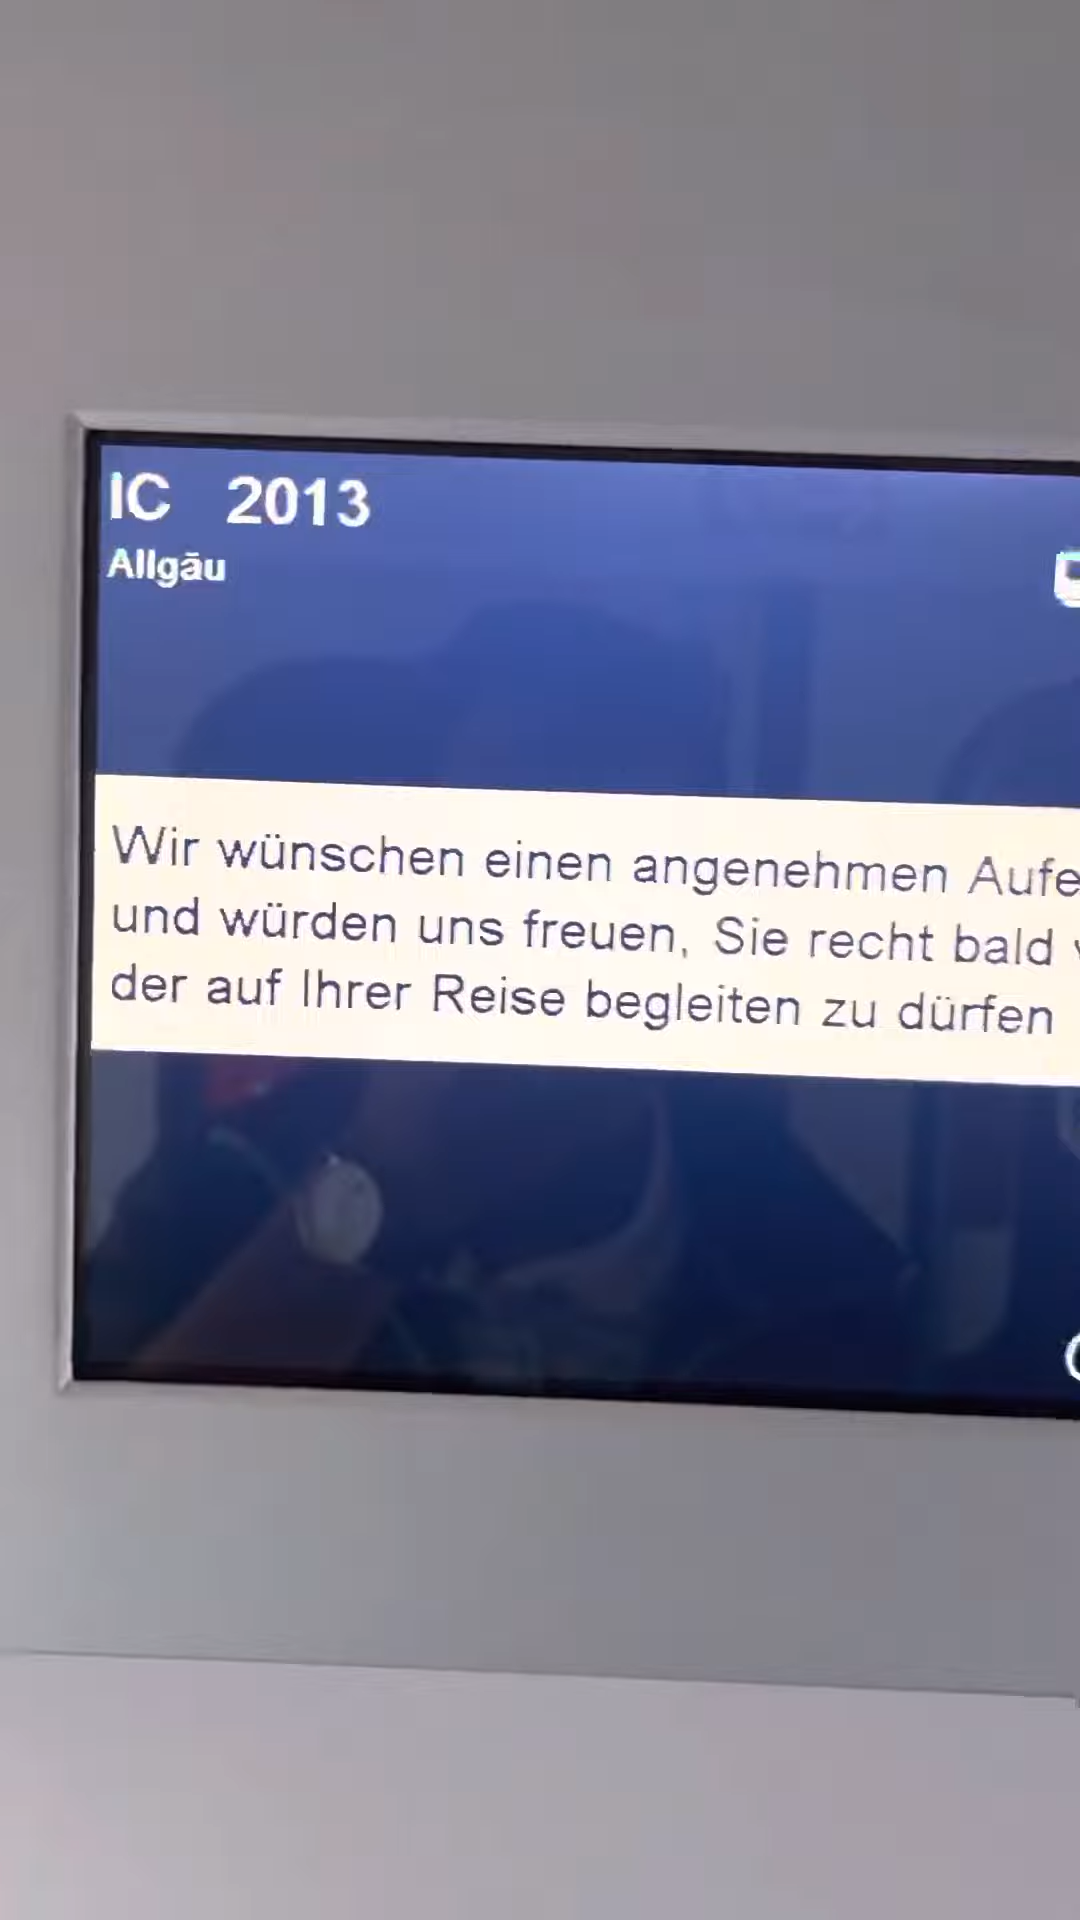 IC 2013
Allgäu
Wir wünschen einen angenehmen Aufe
und würden uns freuen, Sie recht bald
der auf Ihrer Reise begleiten zu dürfen